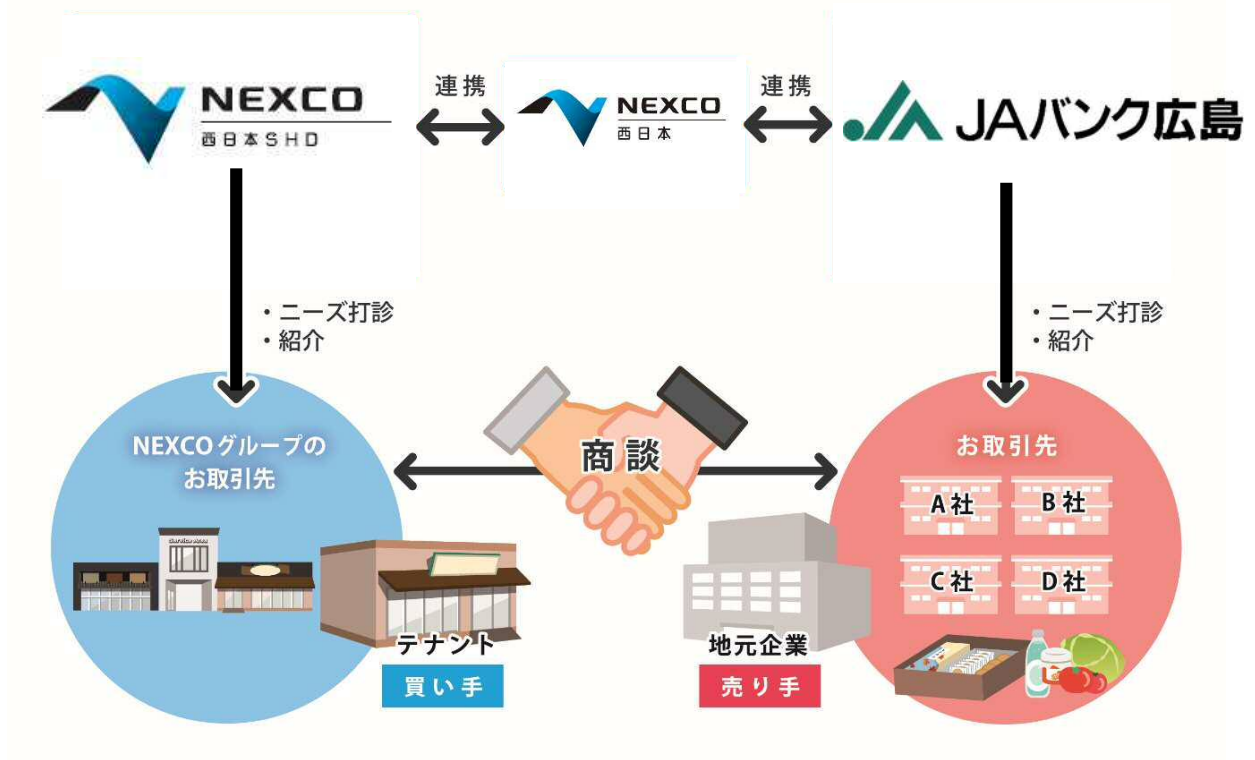 NEXCO
西日本SHD
連携
NEXCO
西日本
連携
JAバンク広島
・ニーズ打診
・紹介
・ニーズ打診
・紹介
NEXCOグループの
お取引先
商談
お取引先
A社
B社
C社
D社
Service Area
テナント
買い手
地元企業
売り手